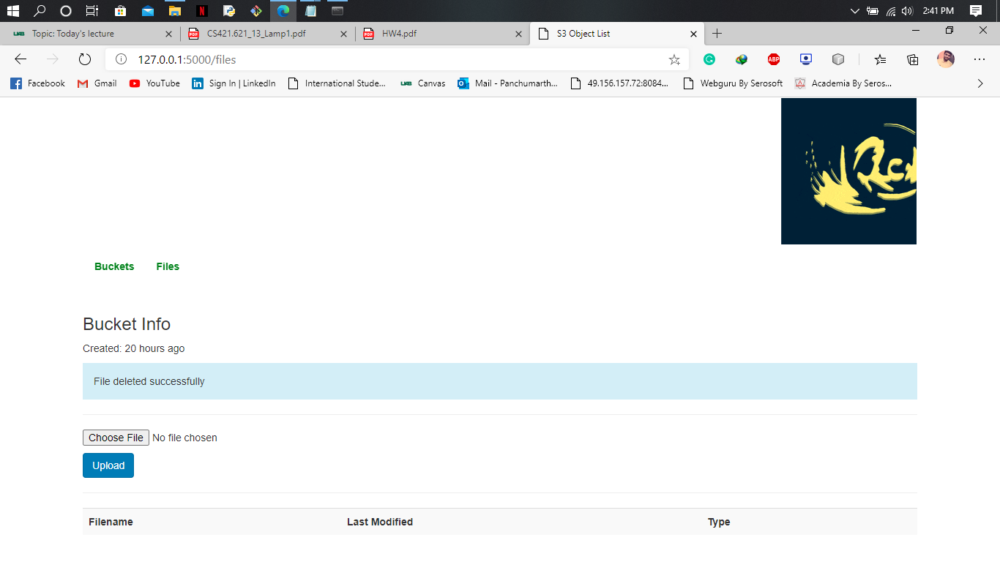 2:41 PM
Topic: Today's lecture
CS421.621_13_Lamp1.pdf
HW4.pdf
S3 Object List
127.0.0.1:5000/files
ABP
Facebook
Gmail
YouTube
Sign In | LinkedIn
International Stude...
Canvas
Mail - Panchumarth...
49.156.157.72:8084...
Webguru By Serosoft
Academia By Seros...
Buckets Files
Bucket Info
Created: 20 hours ago
File deleted successfully
Choose File No file chosen
Upload
Filename Last Modified Type